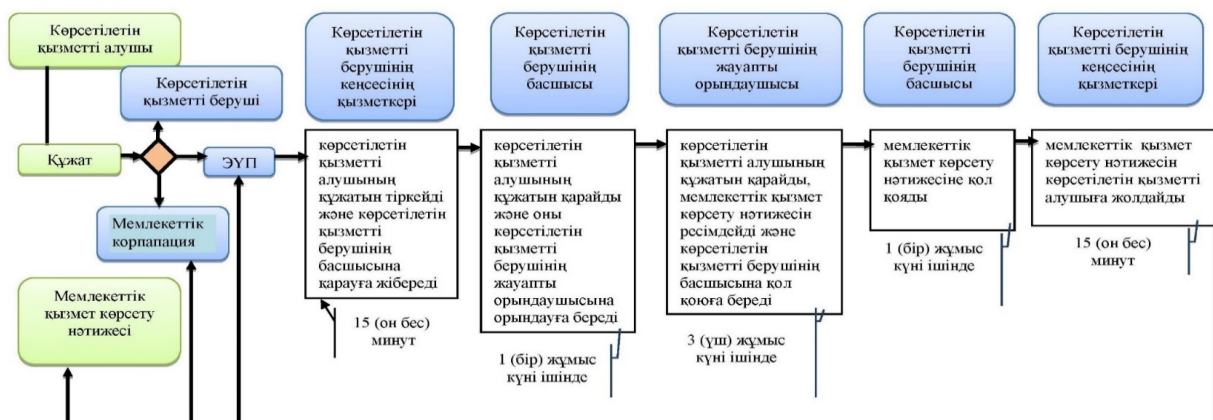 Көрсетілетін
қызметті алушы
Көрсетілетін
қызметті беруші
Құжат
ЭҮП
Мемлекеттік
корпапация
Мемлекеттік
қызмет көрсету
нәтижесі
Көрсетілетін
қызметті
берушінің
кеңсесінің
қызметкері
көрсетілетін
қызметті
алушының
құжатын тіркейді
және көрсетілетін
қызметті
берушінің
басшысына
қарауға жібереді
15 (он бес)
минут
Көрсетілетін
қызметті
берушінің
басшысы
көрсетілетін
қызметті
алушының
құжатын қарайды
және оны
көрсетілетін
қызметті
берушінің
жауапты
орындаушысына
орындауға береді
1 (бір) жұмыс
күні ішінде
Көрсетілетін
қызметті берушінің
жауапты
орындаушысы
көрсетілетін
қызметті алушының
құжатын қарайды,
мемлекеттік қызмет
көрсету нәтижесін
ресімдейді және
көрсетілетін
қызметті берушінің
басшысына қол
қоюға береді
3 (үш) жұмыс
күні ішінде
Көрсетілетін
қызметті
берушінің
басшысы
мемлекеттік
қызмет көрсету
нәтижесіне қол
қояды
1 (бір) жұмыс
күні ішінде
Көрсетілетін
қызметті берушінің
кеңсесінің
қызметкері
мемлекеттік қызмет
көрсету нәтижесін
көрсетілетін қызметті
алушыға жолдайды
15 (он бес)
минут